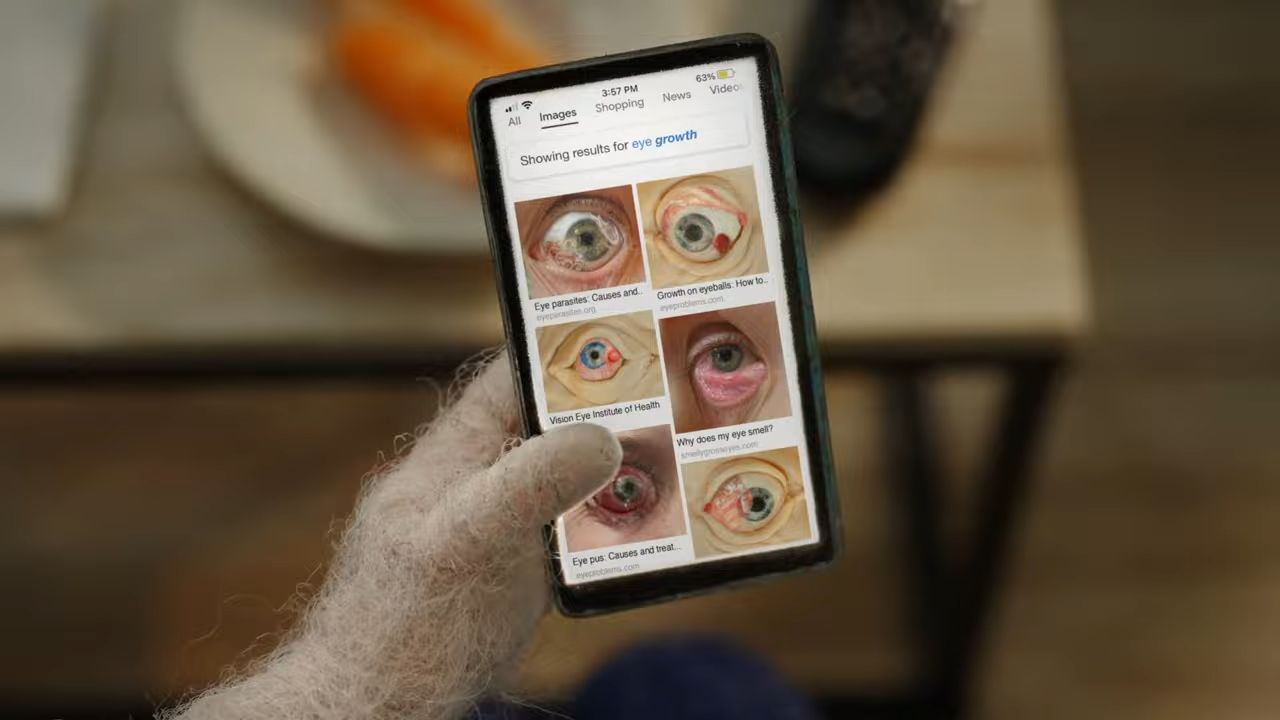 3:57 PM
63%
All Images Shopping News Video
Showing results for eye growth
Eye parasites: Causes and..
eyeparasites.org
Growth on eyeballs. How to..
eyeproblems.com
Vision Eye Institute of Health
Why does my eye smell?
smellygrosseyes.com
Eye pus: Causes and treat...
eyeproblems.com